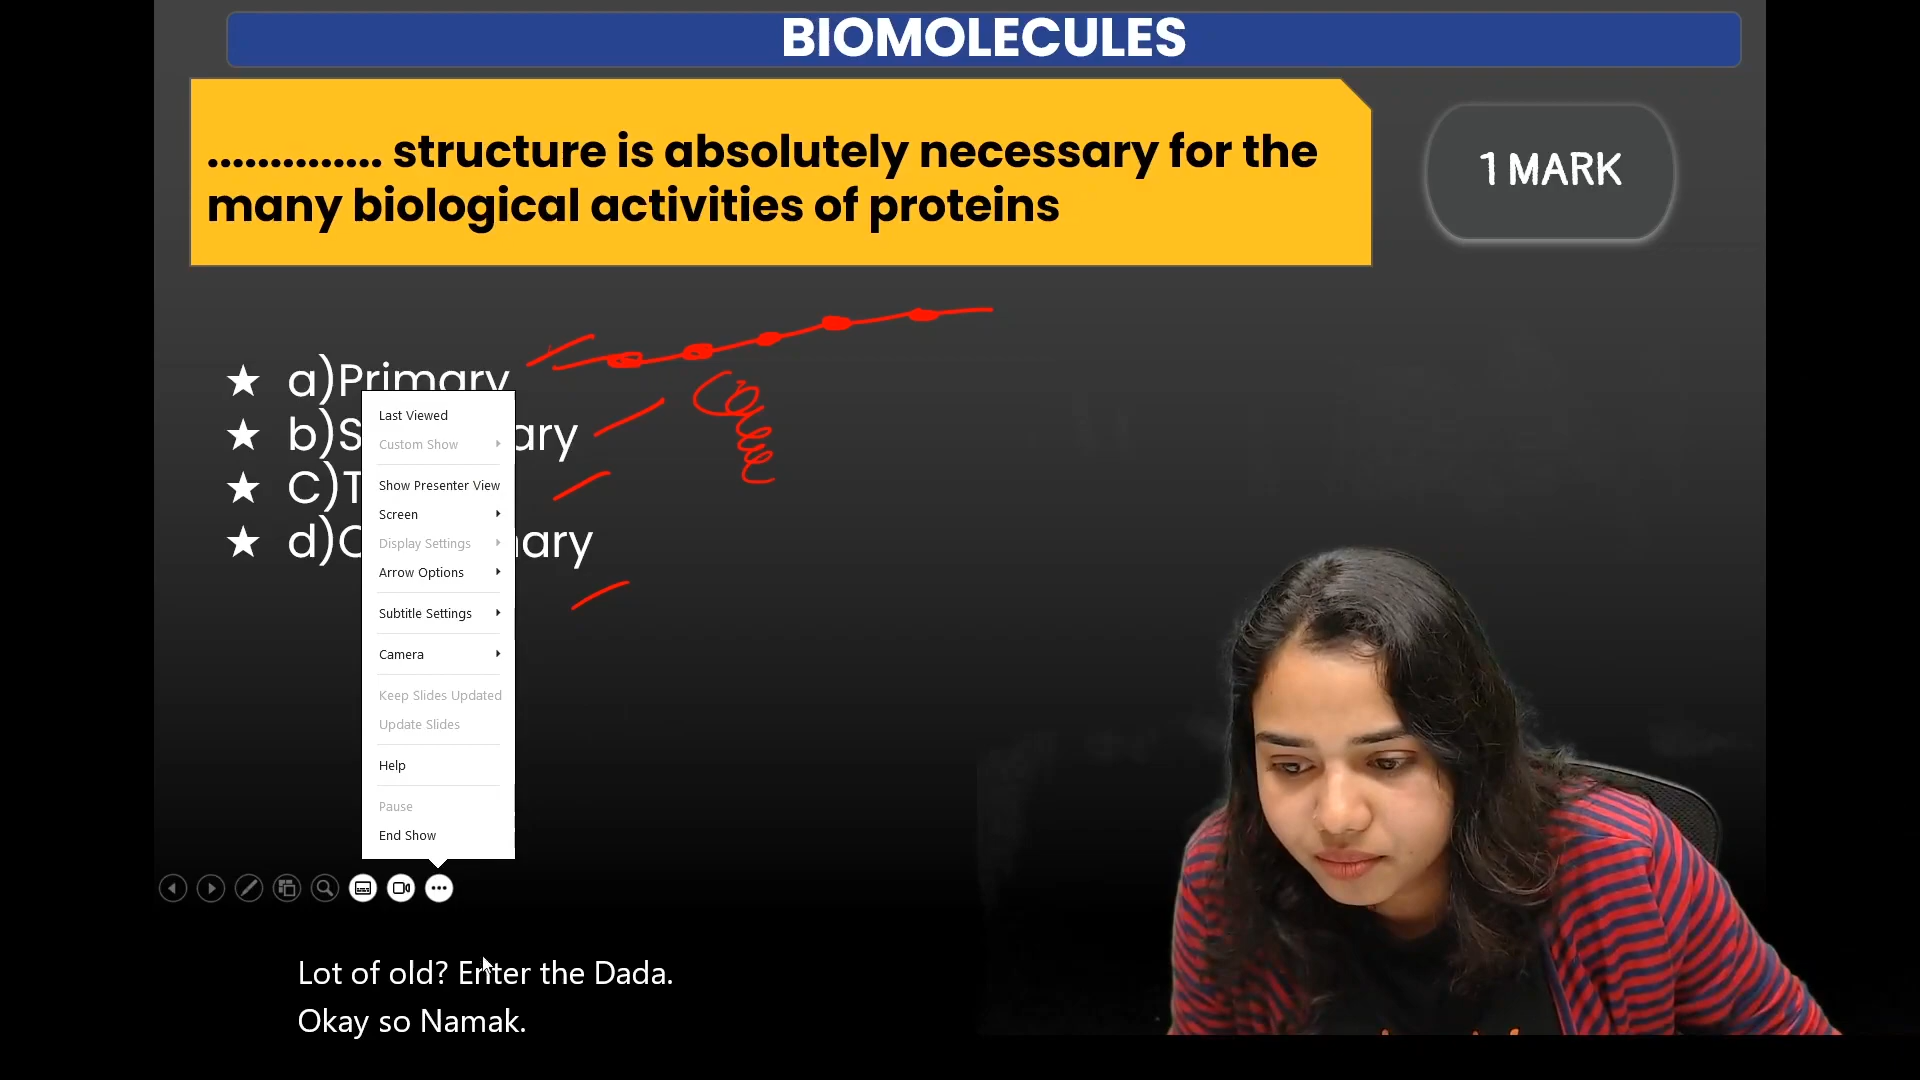 BIOMOLECULES
.............. structure is absolutely necessary for the
many biological activities of proteins
1 MARK
★ a)Primary
★ b)S ary
★ C)T
★ d)C nary
Last Viewed
Custom Show
Show Presenter View
Screen
Display Settings
Arrow Options
Subtitle Settings
Camera
Keep Slides Updated
Update Slides
Help
Pause
End Show
Lot of old? Enter the Dada.
Okay so Namak.